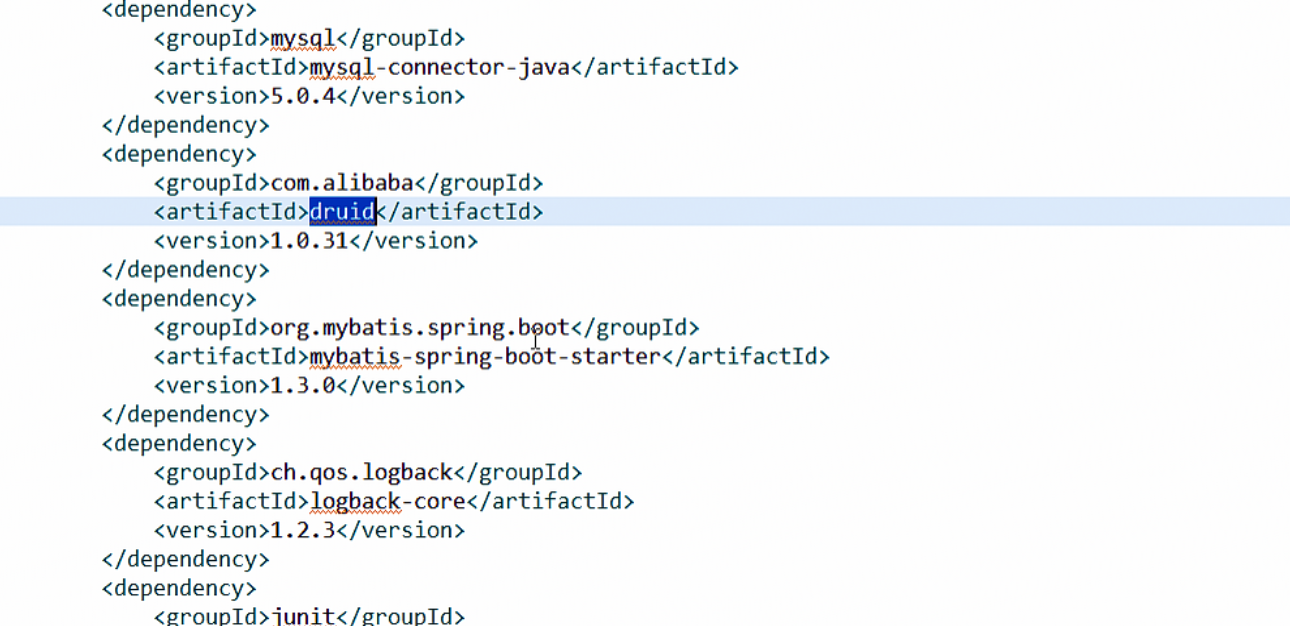 <dependency>
<groupId>mysql</groupId>
<artifactId>mysql-connector-java</artifactId>
<version>5.0.4</version>
</dependency>
<dependency>
<groupId>com.alibaba</groupId>
<artifactId>druid</artifactId>
<version>1.0.31</version>
</dependency>
<dependency>
<groupId>org.mybatis.spring.boot</groupId>
<artifactId>mybatis-spring-boot-starter</artifactId>
<version>1.3.0</version>
</dependency>
<dependency>
<groupId>ch.qos.logback</groupId>
<artifactId>logback-core</artifactId>
<version>1.2.3</version>
</dependency>
<dependency>
<groupId>junit</groupId>